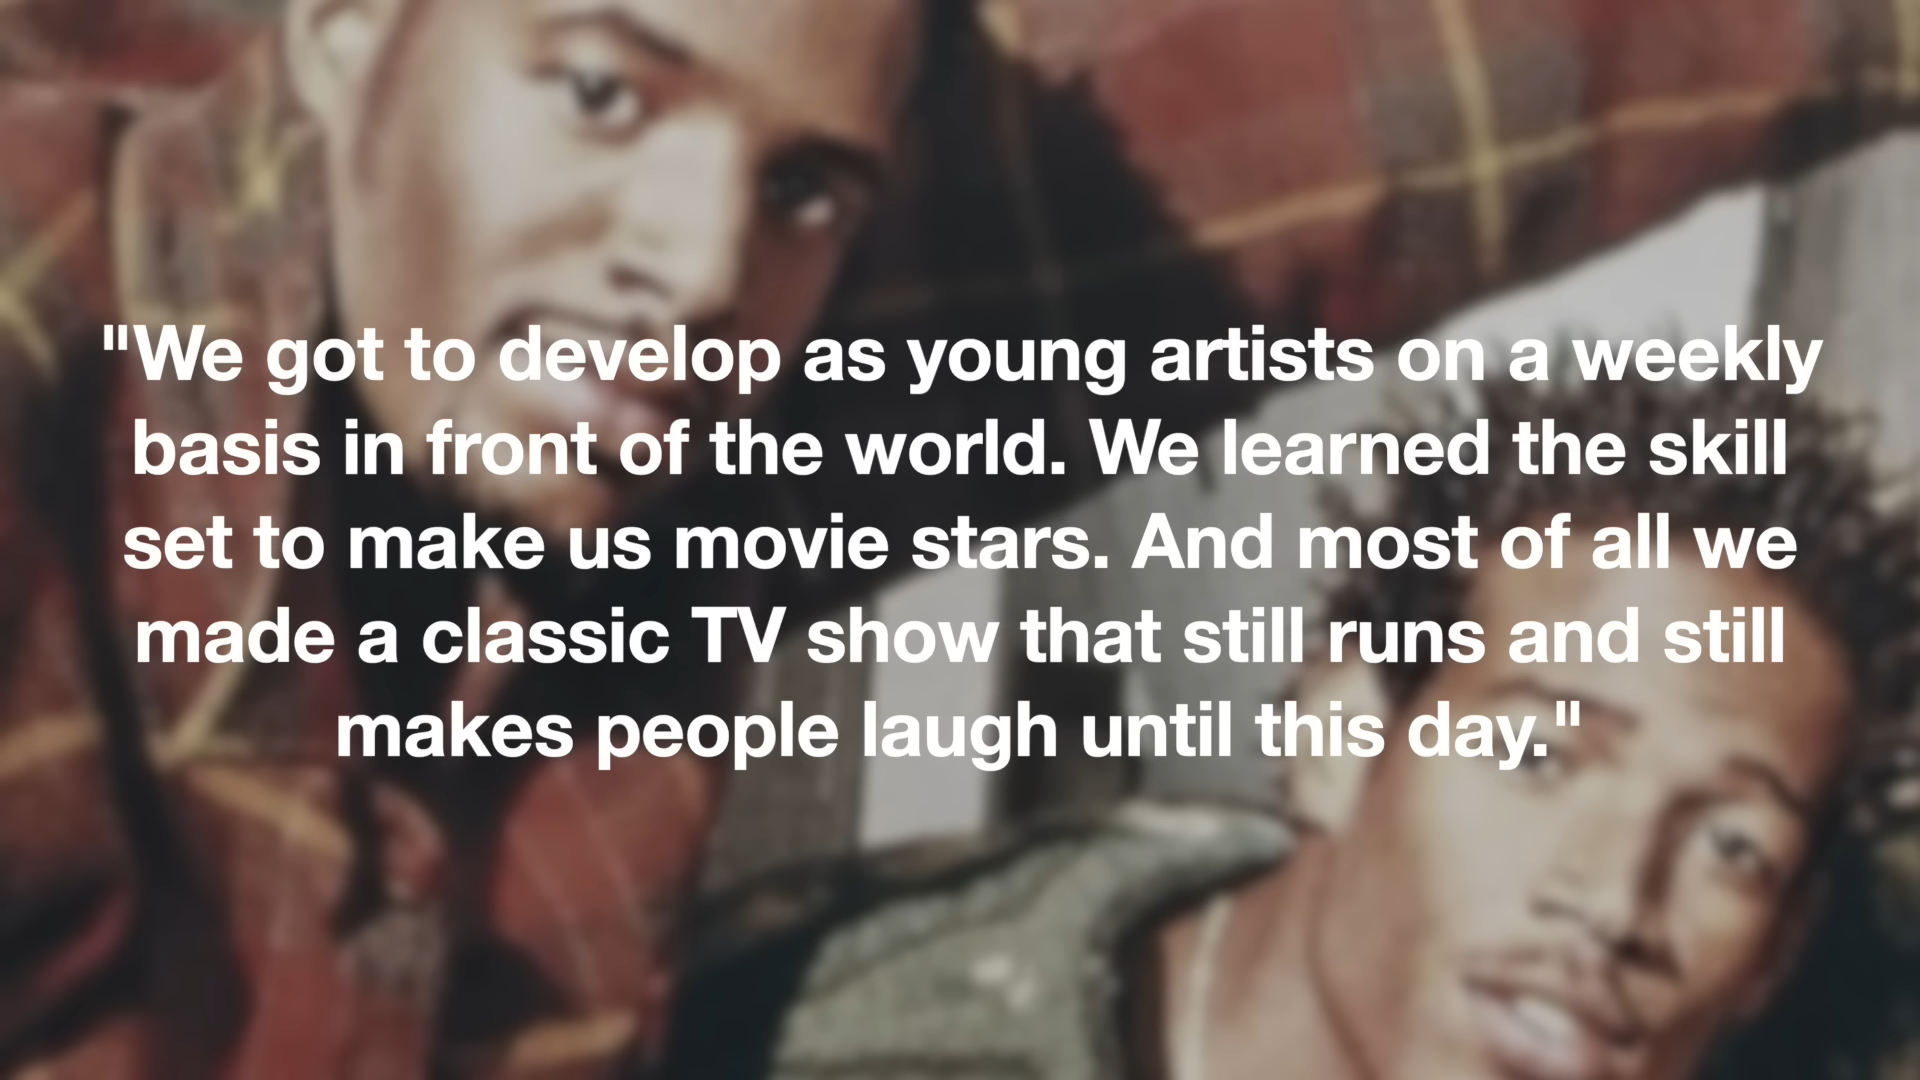 "We got to develop as young artists on a weekly
basis in front of the world. We learned the skill
set to make us movie stars. And most of all we
made a classic TV show that still runs and still
makes people laugh until this day."